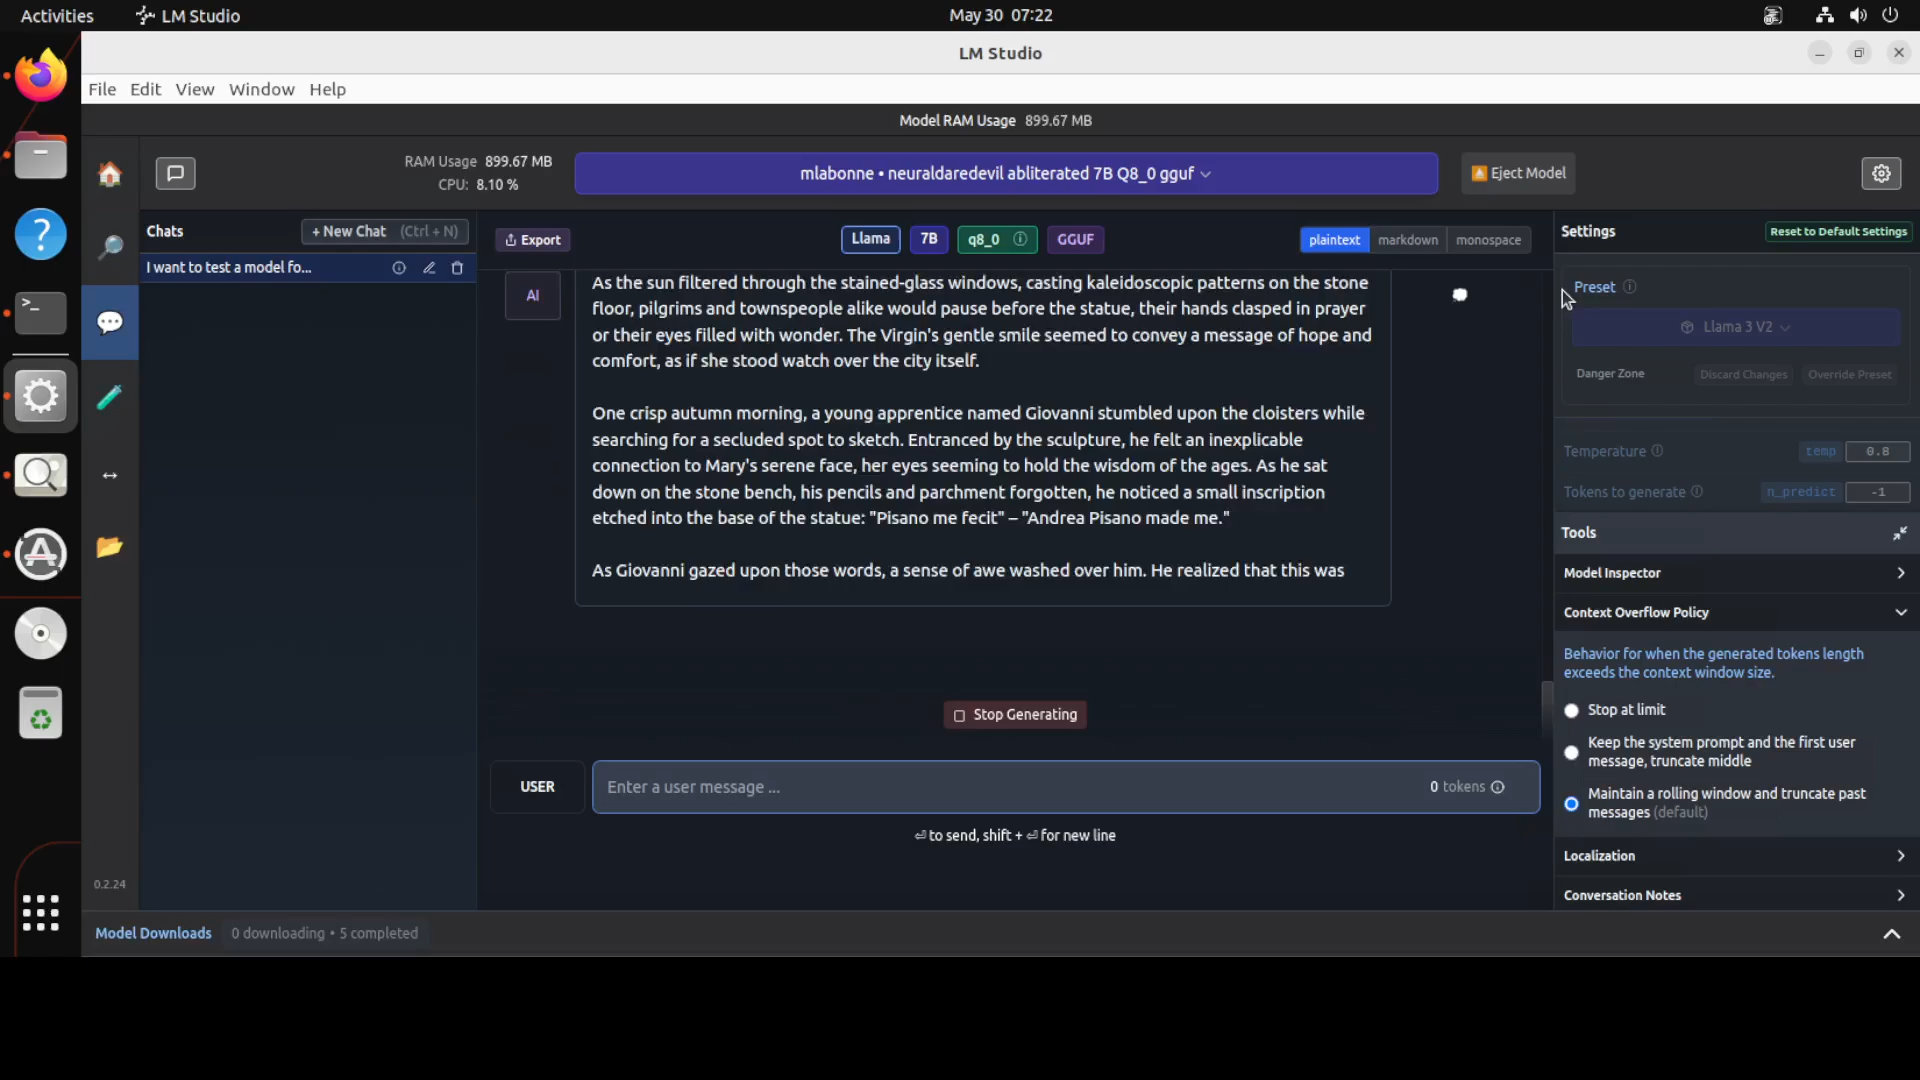 Activities
LM Studio
May 30 07:22
LM Studio
File Edit View Window Help
Model RAM Usage 899.67 MB
RAM Usage 899.67 MB
CPU: 8.10 %
mlabonne • neuraldaredevil abliterated 7B Q8_0 gguf
Eject Model
Chats
+ New Chat (Ctrl + N)
I want to test a model fo...
Export
Llama
7B
q8_0
GGUF
plaintext
markdown
monospace
AI
As the sun filtered through the stained-glass windows, casting kaleidoscopic patterns on the stone
floor, pilgrims and townspeople alike would pause before the statue, their hands clasped in prayer
or their eyes filled with wonder. The Virgin's gentle smile seemed to convey a message of hope and
comfort, as if she stood watch over the city itself.
One crisp autumn morning, a young apprentice named Giovanni stumbled upon the cloisters while
searching for a secluded spot to sketch. Entranced by the sculpture, he felt an inexplicable
connection to Mary's serene face, her eyes seeming to hold the wisdom of the ages. As he sat
down on the stone bench, his pencils and parchment forgotten, he noticed a small inscription
etched into the base of the statue: "Pisano me fecit" – "Andrea Pisano made me."
As Giovanni gazed upon those words, a sense of awe washed over him. He realized that this was
Stop Generating
USER
Enter a user message ...
0 tokens
⏎ to send, shift + ⏎ for new line
Settings
Reset to Default Settings
Preset
Llama 3 V2
Danger Zone
Discard Changes
Override Preset
Temperature
temp
0.8
Tokens to generate
n_predict
-1
Tools
Model Inspector
Context Overflow Policy
Behavior for when the generated tokens length
exceeds the context window size.
Stop at limit
Keep the system prompt and the first user
message, truncate middle
Maintain a rolling window and truncate past
messages (default)
Localization
Conversation Notes
0.2.24
Model Downloads
0 downloading • 5 completed